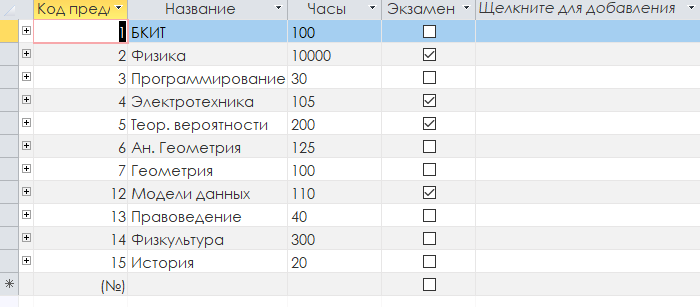 Код пред Название Часы Экзамен Щелкните для добавления
1 БКИТ 100
2 Физика 10000
3 Программирование 30
4 Электротехника 105
5 Теор. вероятности 200
6 Ан. Геометрия 125
7 Геометрия 100
12 Модели данных 110
13 Правоведение 40
14 Физкультура 300
15 История 20
(№)